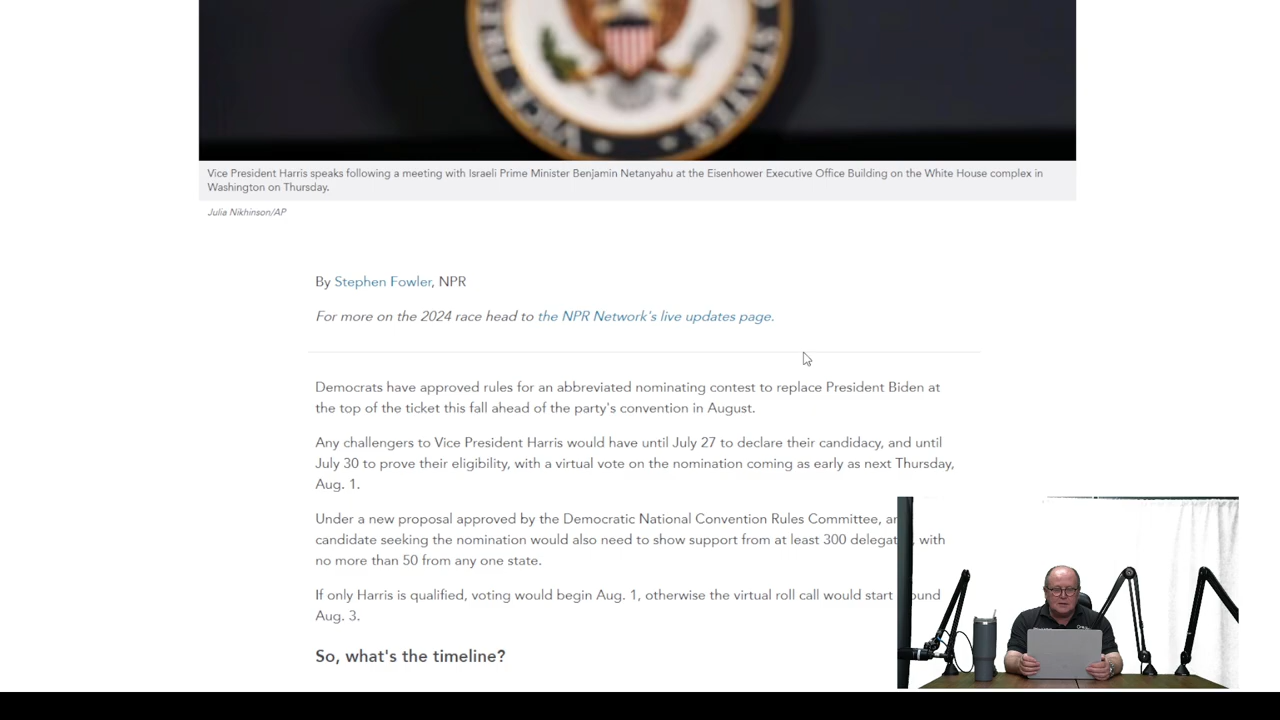 VICE
STATES
Vice President Harris speaks following a meeting with Israeli Prime Minister Benjamin Netanyahu at the Eisenhower Executive Office Building on the White House complex in
Washington on Thursday.
Julia Nikhinson/AP
By Stephen Fowler, NPR
For more on the 2024 race head to the NPR Network's live updates page.
Democrats have approved rules for an abbreviated nominating contest to replace President Biden at
the top of the ticket this fall ahead of the party's convention in August.
Any challengers to Vice President Harris would have until July 27 to declare their candidacy, and until
July 30 to prove their eligibility, with a virtual vote on the nomination coming as early as next Thursday,
Aug. 1.
Under a new proposal approved by the Democratic National Convention Rules Committee,
candidate seeking the nomination would also need to show support from at least 300 with
no more than 50 from any one state.
If only Harris is qualified, voting would begin Aug. 1, otherwise the virtual roll call would start
Aug. 3.
So, what's the timeline?